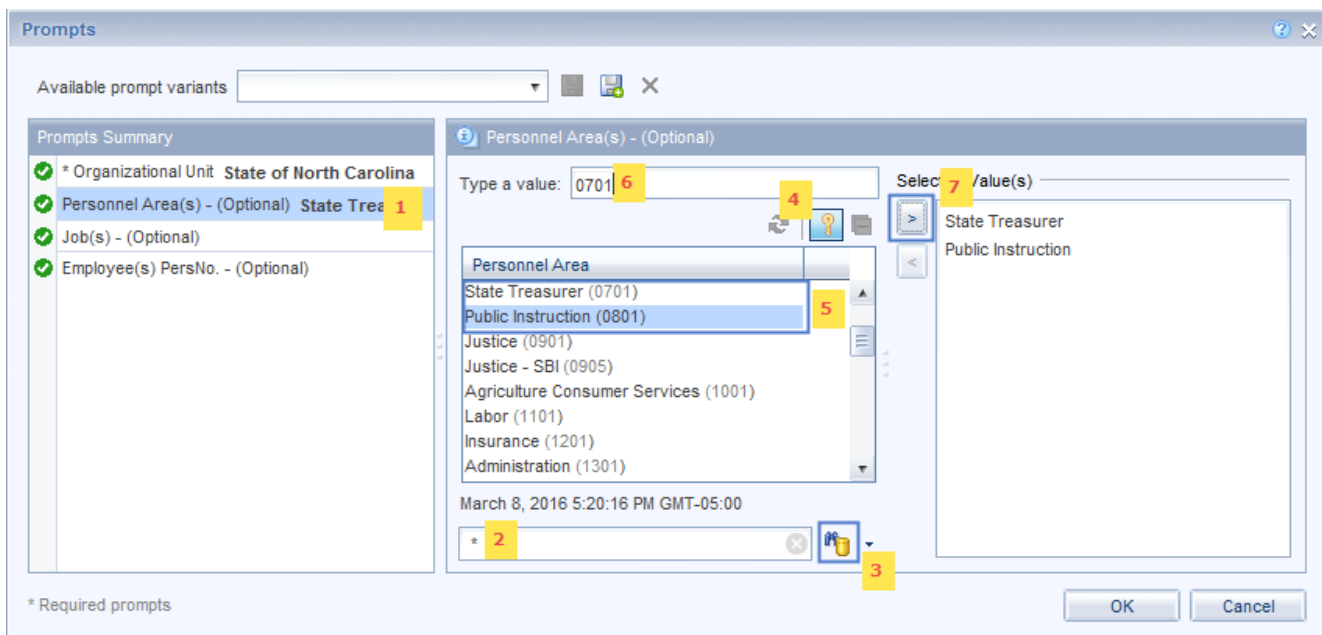 Prompts
Available prompt variants
Prompts Summary
* Organizational Unit State of North Carolina
Personnel Area(s) - (Optional) State Trea 1
Job(s) - (Optional)
Employee(s) PersNo. - (Optional)
Personnel Area(s) - (Optional)
Type a value: 0701 6
4
Personnel Area
State Treasurer (0701)
Public Instruction (0801)
5
Justice (0901)
Justice - SBI (0905)
Agriculture Consumer Services (1001)
Labor (1101)
Insurance (1201)
Administration (1301)
March 8, 2016 5:20:16 PM GMT-05:00
* 2
3
Select 7 Value(s)
>
<
State Treasurer
Public Instruction
* Required prompts
OK
Cancel